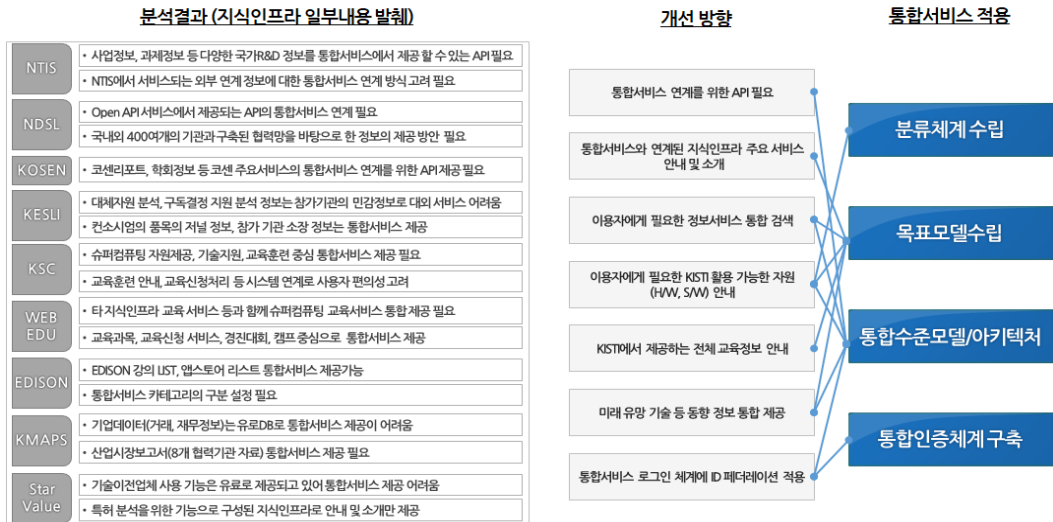 분석결과 (지식인프라 일부내용 발췌)
개선 방향
통합서비스 적용
NTIS
• 사업정보, 과제정보 등 다양한 국가R&D 정보를 통합서비스에서 제공 할 수 있는 API 필요
• NTIS에서 서비스되는 외부 연계 정보에 대한 통합서비스 연계 방식 고려 필요
NDSL
• Open API 서비스에서 제공되는 API의 통합서비스 연계 필요
• 국내외 400여개의 기관과 구축된 협력망을 바탕으로 한 정보의 제공 방안 필요
KOSEN
• 코센리포트, 학회정보 등 코센 주요서비스의 통합서비스 연계를 위한 API 제공 필요
KESLI
• 대체자원 분석, 구독결정 지원 분석 정보는 참가기관의 민감정보로 대외 서비스 어려움
• 컨소시엄의 품목의 저널 정보, 참가 기관 소장 정보는 통합서비스 제공
KSC
• 슈퍼컴퓨팅 자원제공, 기술지원, 교육훈련 중심 통합서비스 제공 필요
• 교육훈련 안내, 교육신청처리 등 시스템 연계로 사용자 편의성 고려
WEB
EDU
• 타 지식인프라 교육 서비스 등과 함께 슈퍼컴퓨팅 교육서비스 통합 제공 필요
• 교육과목, 교육신청 서비스, 경진대회, 캠프 중심으로 통합서비스 제공
EDISON
• EDISON 강의 LIST, 앱스토어 리스트 통합서비스 제공가능
• 통합서비스 카테고리의 구분 설정 필요
KMAPS
• 기업데이터(거래, 재무정보)는 유로DB로 통합서비스 제공이 어려움
• 산업시장보고서(8개 협력기관 자료) 통합서비스 제공 필요
Star
Value
• 기술이전업체 사용 기능은 유료로 제공되고 있어 통합서비스 제공 어려움
• 특허 분석을 위한 기능으로 구성된 지식인프라로 안내 및 소개만 제공
통합서비스 연계를 위한 API 필요
통합서비스와 연계된 지식인프라 주요 서비스
안내 및 소개
이용자에게 필요한 정보서비스 통합 검색
이용자에게 필요한 KISTI 활용 가능한 자원
(H/W, S/W) 안내
KISTI에서 제공하는 전체 교육정보 안내
미래 유망 기술 등 동향 정보 통합 제공
통합서비스 로그인 체계에 ID 페더레이션 적용
분류체계 수립
목표모델수립
통합수준모델/아키텍처
통합인증체계 구축